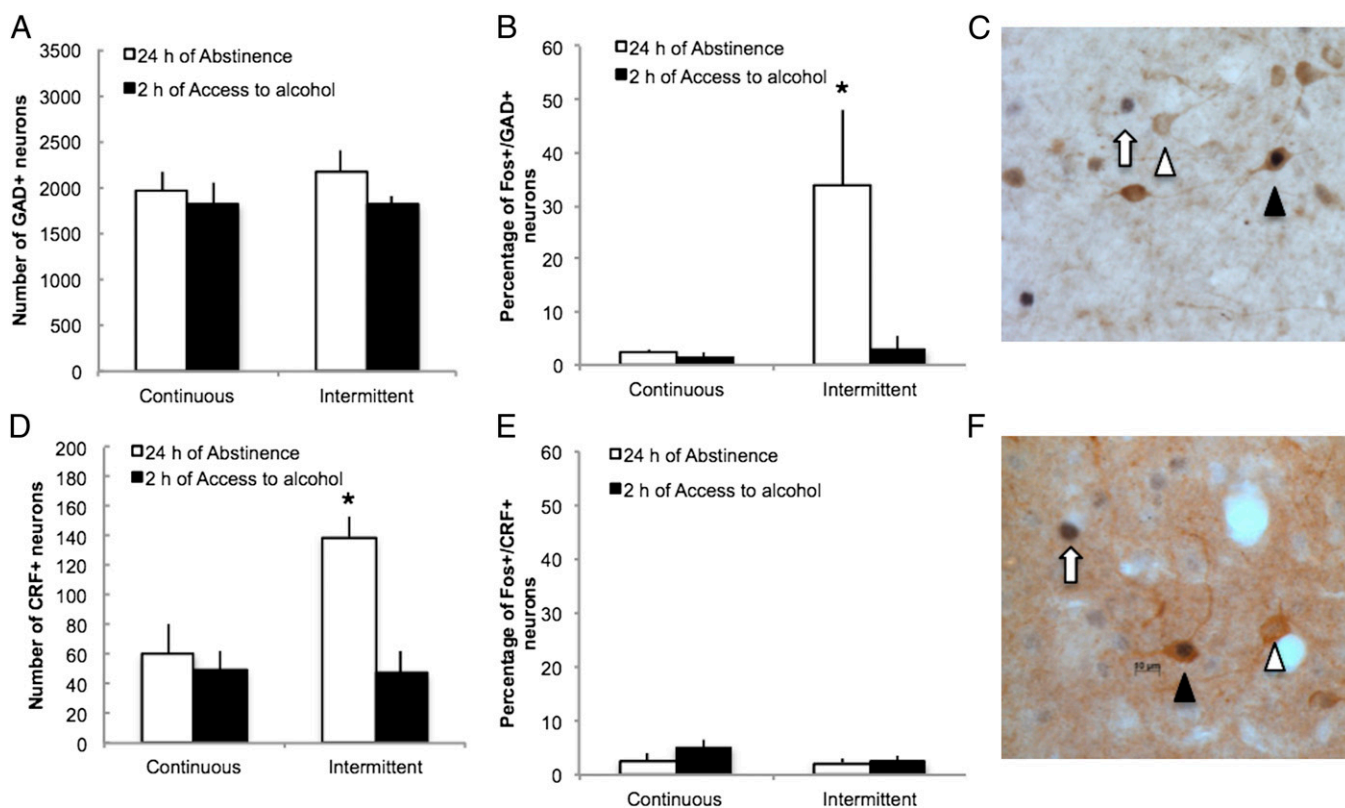 A
24 h of Abstinence
2 h of Access to alcohol
Number of GAD+ neurons
3500
3000
2500
2000
1500
1000
500
0
Continuous
Intermittent
B
24 h of Abstinence
2 h of Access to alcohol
Percentage of Fos+/GAD+
neurons
60
50
40
30
20
10
0
*
Continuous
Intermittent
C
D
24 h of Abstinence
2 h of Access to alcohol
Number of CRF+ neurons
200
180
160
140
120
100
80
60
40
20
0
*
Continuous
Intermittent
E
24 h of Abstinence
2 h of Access to alcohol
Percentage of Fos+/CRF+
neurons
60
50
40
30
20
10
0
Continuous
Intermittent
F
10 µm